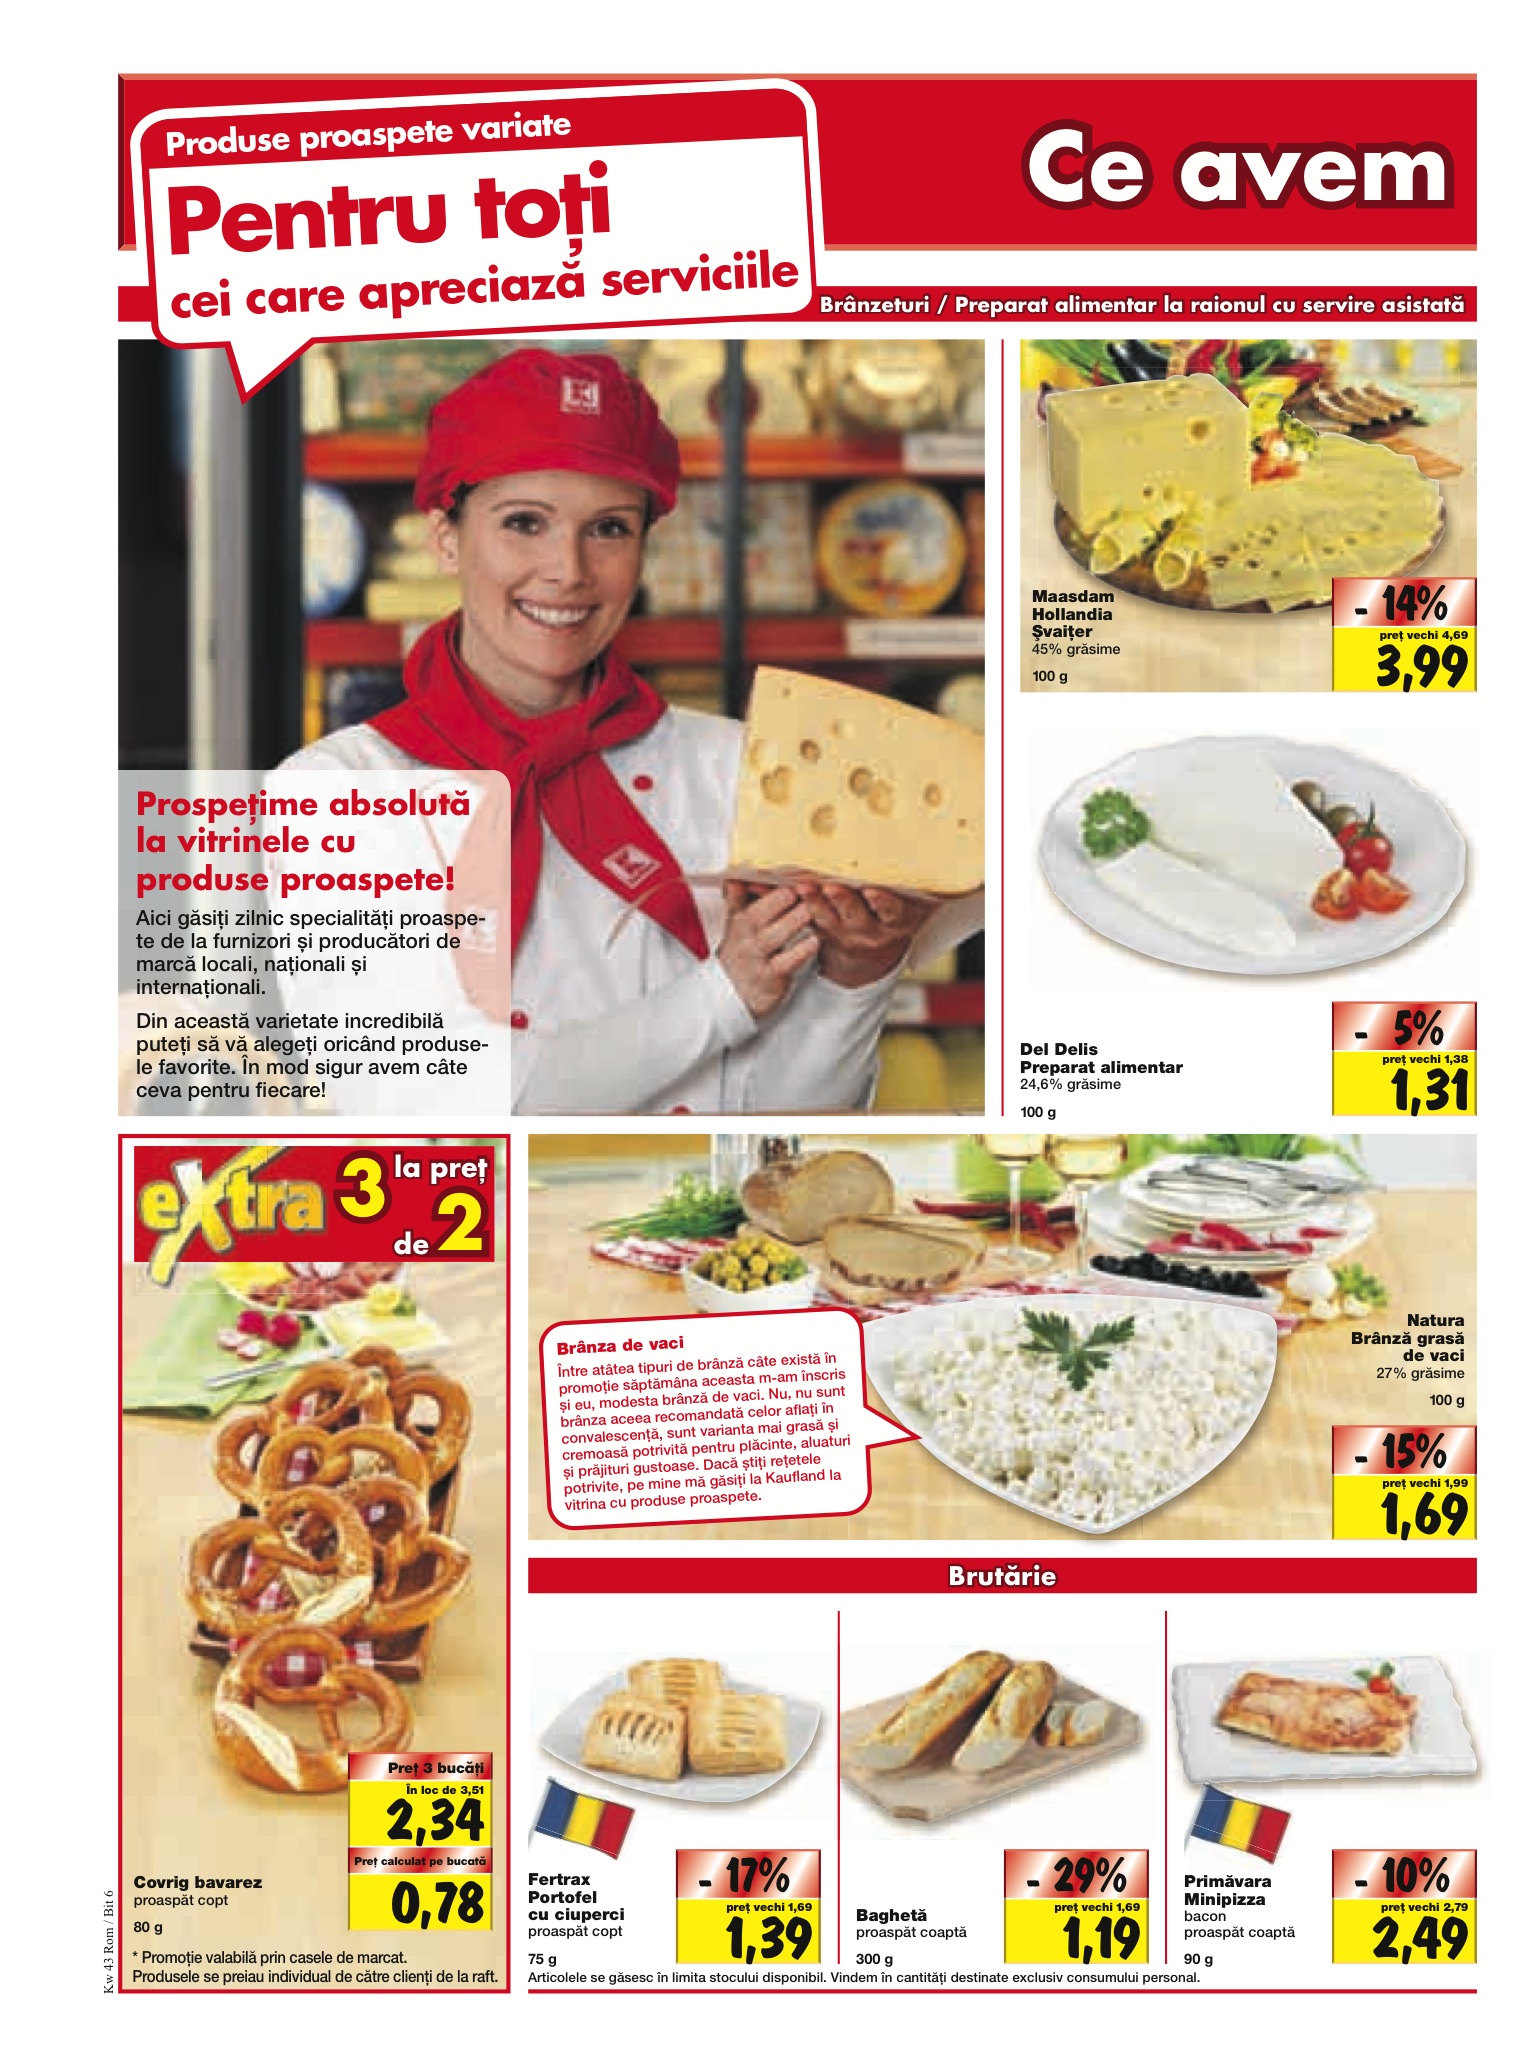 Produse proaspete variate
Pentru toți
cei care apreciază serviciile
Ce avem
Brânzeturi / Preparat alimentar la raionul cu servire asistată
Prospețime absolută
la vitrinele cu
produse proaspete!
Aici găsiți zilnic specialități proaspe-
te de la furnizori și producători de
marcă locali, naționali și
internaționali.
Din această varietate incredibilă
puteți să vă alegeți oricând produse-
le favorite. În mod sigur avem câte
ceva pentru fiecare!
Maasdam
Hollandia
Șvaițer
45% grăsime
100 g
- 14%
preț vechi 4,69
3,99
Del Delis
Preparat alimentar
24,6% grăsime
100 g
- 5%
preț vechi 1,38
1,31
extra 3 la preț
de 2
Preț 3 bucăți
În loc de 3,51
2,34
Preț calculat pe bucată
0,78
Covrig bavarez
proaspăt copt
80 g
* Promoție valabilă prin casele de marcat.
Produsele se preiau individual de către clienți de la raft.
Kw 43 Rom / Bit 6
Brânza de vaci
Între atâtea tipuri de brânză câte există în
promoție săptămâna aceasta m-am înscris
și eu, modesta brânză de vaci. Nu, nu sunt
brânza aceea recomandată celor aflați în
convalescență, sunt varianta mai grasă și
cremoasă potrivită pentru plăcinte, aluaturi
și prăjituri gustoase. Dacă știți rețetele
potrivite, pe mine mă găsiți la Kaufland la
vitrina cu produse proaspete.
Natura
Brânză grasă
de vaci
27% grăsime
100 g
- 15%
preț vechi 1,99
1,69
Brutărie
Fertrax
Portofel
cu ciuperci
proaspăt copt
75 g
- 17%
preț vechi 1,69
1,39
Baghetă
proaspăt coaptă
300 g
- 29%
preț vechi 1,69
1,19
Primăvara
Minipizza
bacon
proaspăt coaptă
90 g
- 10%
preț vechi 2,79
2,49
Articolele se găsesc în limita stocului disponibil. Vindem în cantități destinate exclusiv consumului personal.